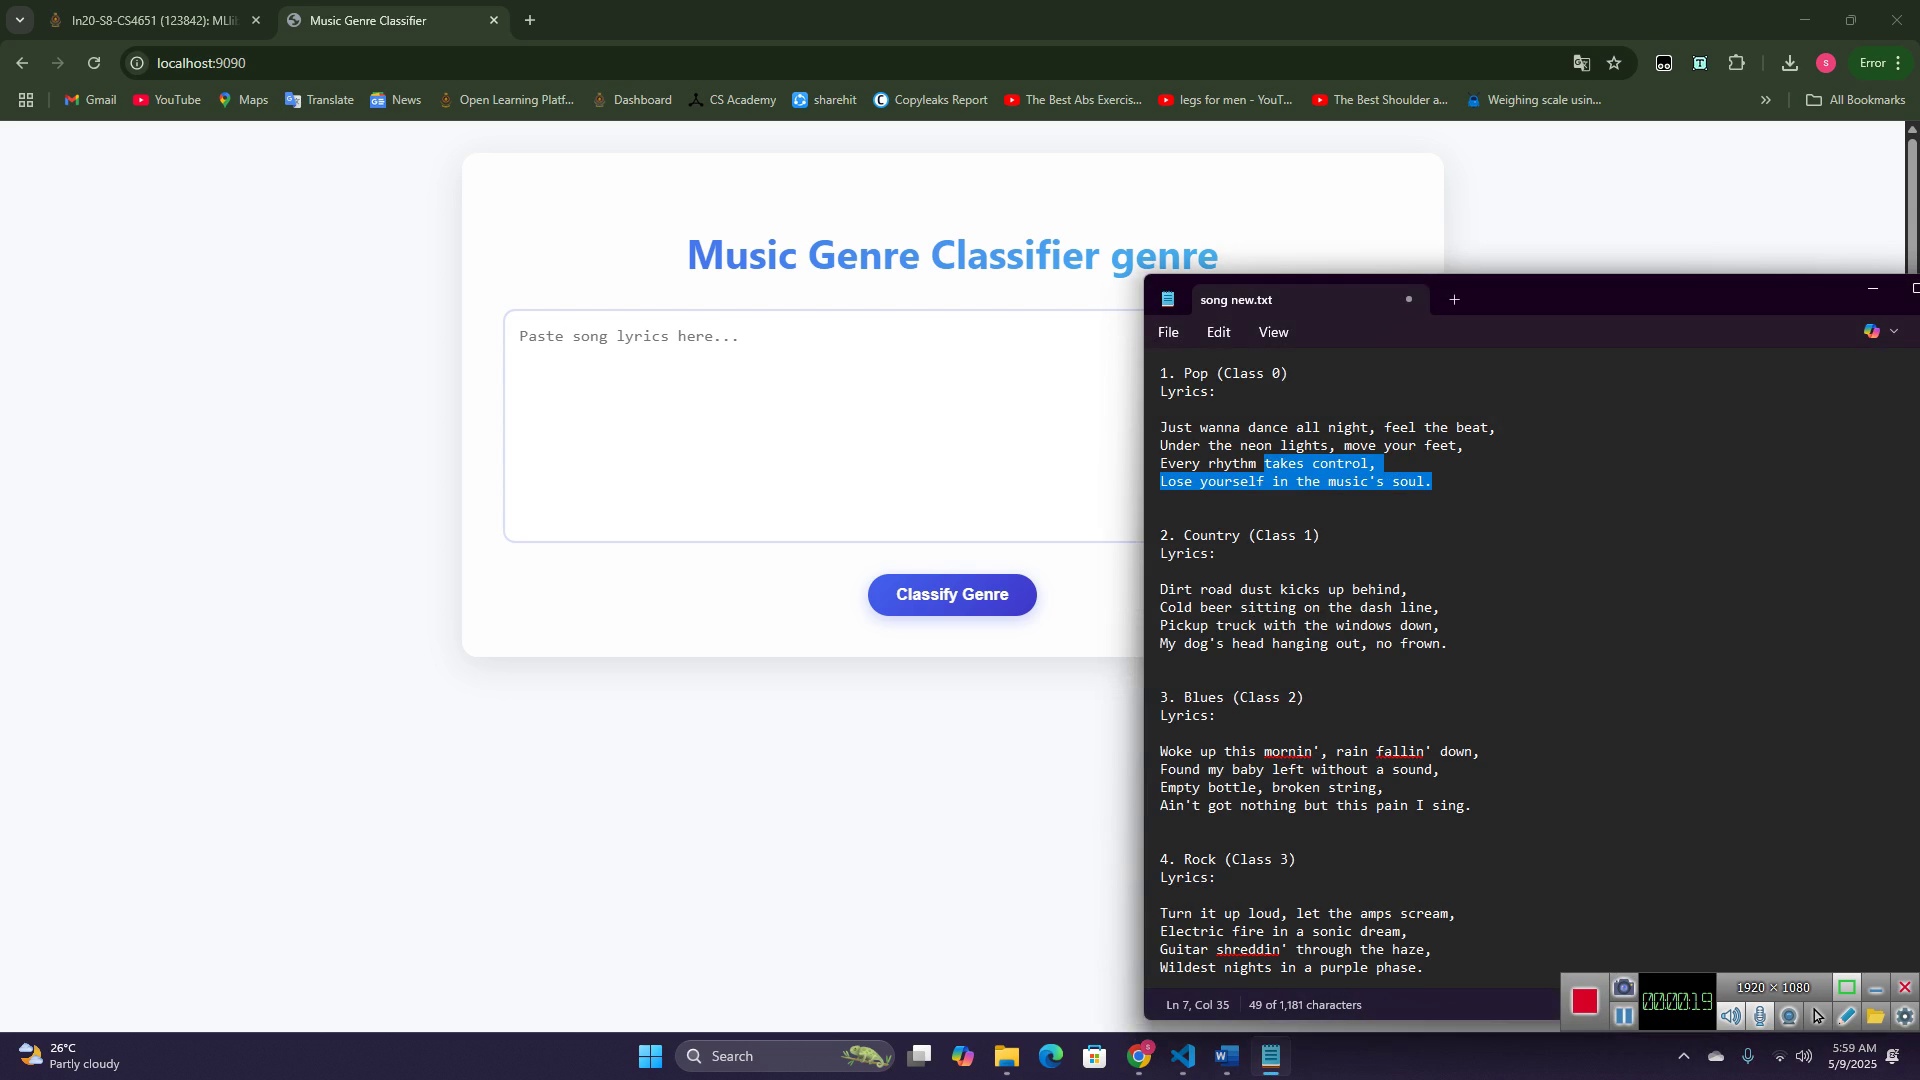 In20-S8-CS4651 (123842): MLli
Music Genre Classifier
localhost:9090
Error
Gmail
YouTube
Maps
Translate
News
Open Learning Platf...
Dashboard
CS Academy
sharehit
Copyleaks Report
The Best Abs Exercis...
legs for men - YouT...
The Best Shoulder a...
Weighing scale usin...
All Bookmarks
Music Genre Classifier genre
Paste song lyrics here...
Classify Genre
song new.txt
File Edit View
1. Pop (Class 0)
Lyrics:
Just wanna dance all night, feel the beat,
Under the neon lights, move your feet,
Every rhythm takes control,
Lose yourself in the music's soul.
2. Country (Class 1)
Lyrics:
Dirt road dust kicks up behind,
Cold beer sitting on the dash line,
Pickup truck with the windows down,
My dog's head hanging out, no frown.
3. Blues (Class 2)
Lyrics:
Woke up this mornin', rain fallin' down,
Found my baby left without a sound,
Empty bottle, broken string,
Ain't got nothing but this pain I sing.
4. Rock (Class 3)
Lyrics:
Turn it up loud, let the amps scream,
Electric fire in a sonic dream,
Guitar shreddin' through the haze,
Wildest nights in a purple phase.
Ln 7, Col 35
49 of 1,181 characters
00:00:19
1920 × 1080
26°C
Partly cloudy
Search
5:59 AM
5/9/2025